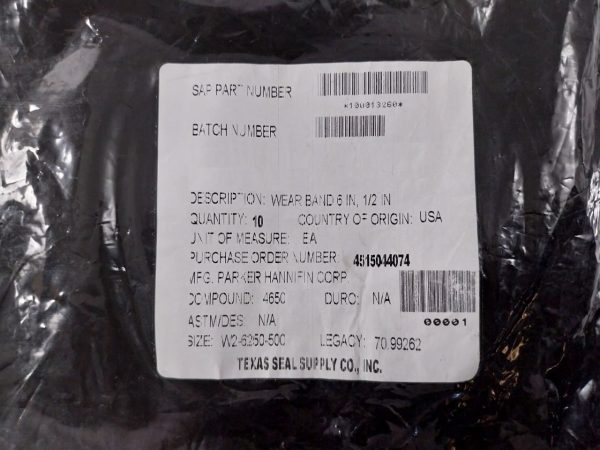 SAP PART NUMBER
*100013260*
BATCH NUMBER
DESCRIPTION: WEAR BAND 6 IN, 1/2 IN
QUANTITY: 10 COUNTRY OF ORIGIN: USA
UNIT OF MEASURE: EA
PURCHASE ORDER NUMBER: 4515044074
MFG. PARKER HANNIFIN CORP.
COMPOUND: 4650 DURO: N/A
ASTM/DES: N/A
00001
SIZE: W2-6250-500 LEGACY: 70.99262
TEXAS SEAL SUPPLY CO., INC.